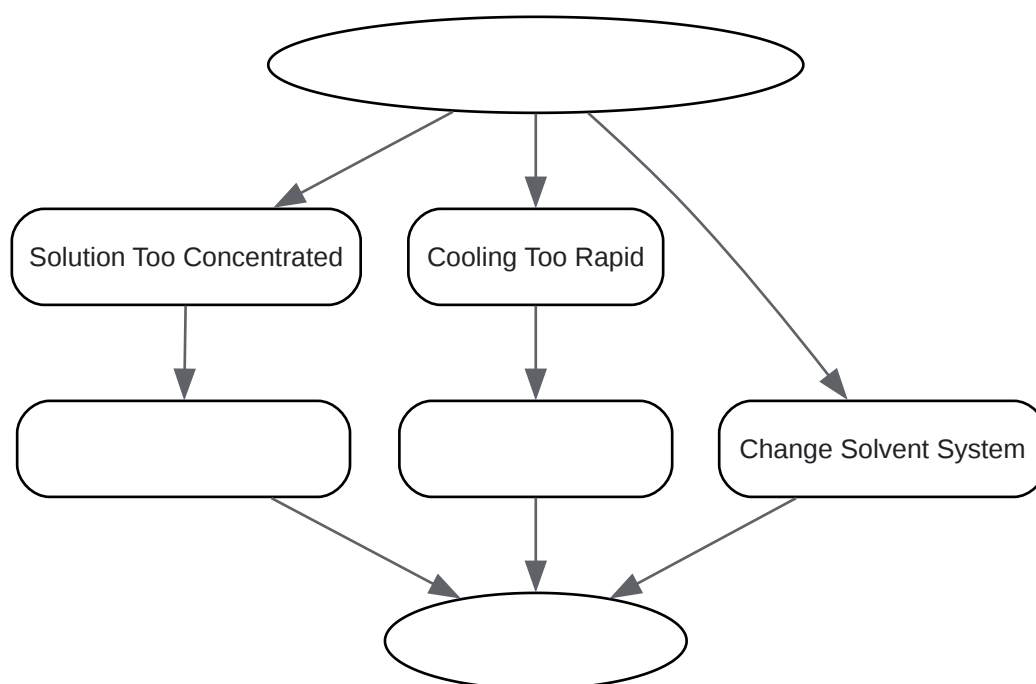 Solution Too Concentrated
Cooling Too Rapid
Change Solvent System